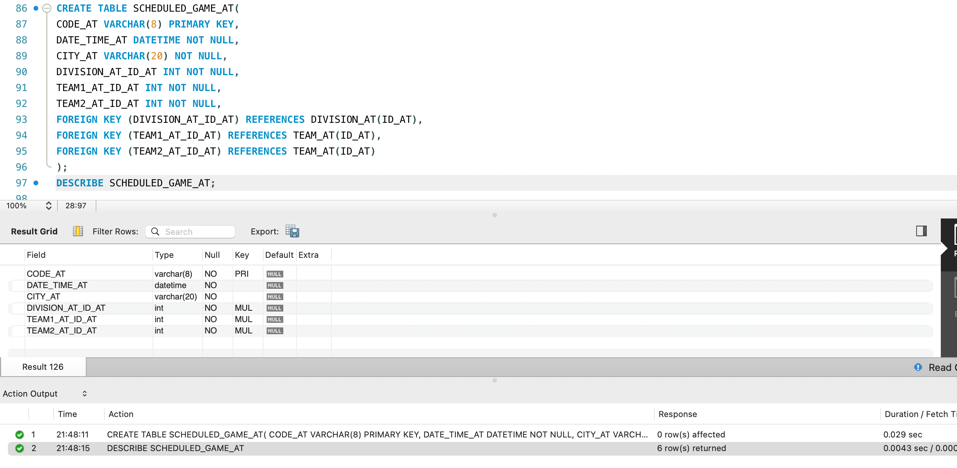 86 CREATE TABLE SCHEDULED_GAME_AT(
87 CODE_AT VARCHAR(8) PRIMARY KEY,
88 DATE_TIME_AT DATETIME NOT NULL,
89 CITY_AT VARCHAR(20) NOT NULL,
90 DIVISION_AT_ID_AT INT NOT NULL,
91 TEAM1_AT_ID_AT INT NOT NULL,
92 TEAM2_AT_ID_AT INT NOT NULL,
93 FOREIGN KEY (DIVISION_AT_ID_AT) REFERENCES DIVISION_AT(ID_AT),
94 FOREIGN KEY (TEAM1_AT_ID_AT) REFERENCES TEAM_AT(ID_AT),
95 FOREIGN KEY (TEAM2_AT_ID_AT) REFERENCES TEAM_AT(ID_AT)
96 );
97 DESCRIBE SCHEDULED_GAME_AT;
98
100% 28:97
Result Grid Filter Rows: Search Export:
Field Type Null Key Default Extra
CODE_AT varchar(8) NO PRI NULL
DATE_TIME_AT datetime NO NULL
CITY_AT varchar(20) NO NULL
DIVISION_AT_ID_AT int NO MUL NULL
TEAM1_AT_ID_AT int NO MUL NULL
TEAM2_AT_ID_AT int NO MUL NULL
Result 126 Read
Action Output
Time Action Response Duration / Fetch
1 21:48:11 CREATE TABLE SCHEDULED_GAME_AT( CODE_AT VARCHAR(8) PRIMARY KEY, DATE_TIME_AT DATETIME NOT NULL, CITY_AT VARCH... 0 row(s) affected 0.029 sec
2 21:48:15 DESCRIBE SCHEDULED_GAME_AT 6 row(s) returned 0.0043 sec /